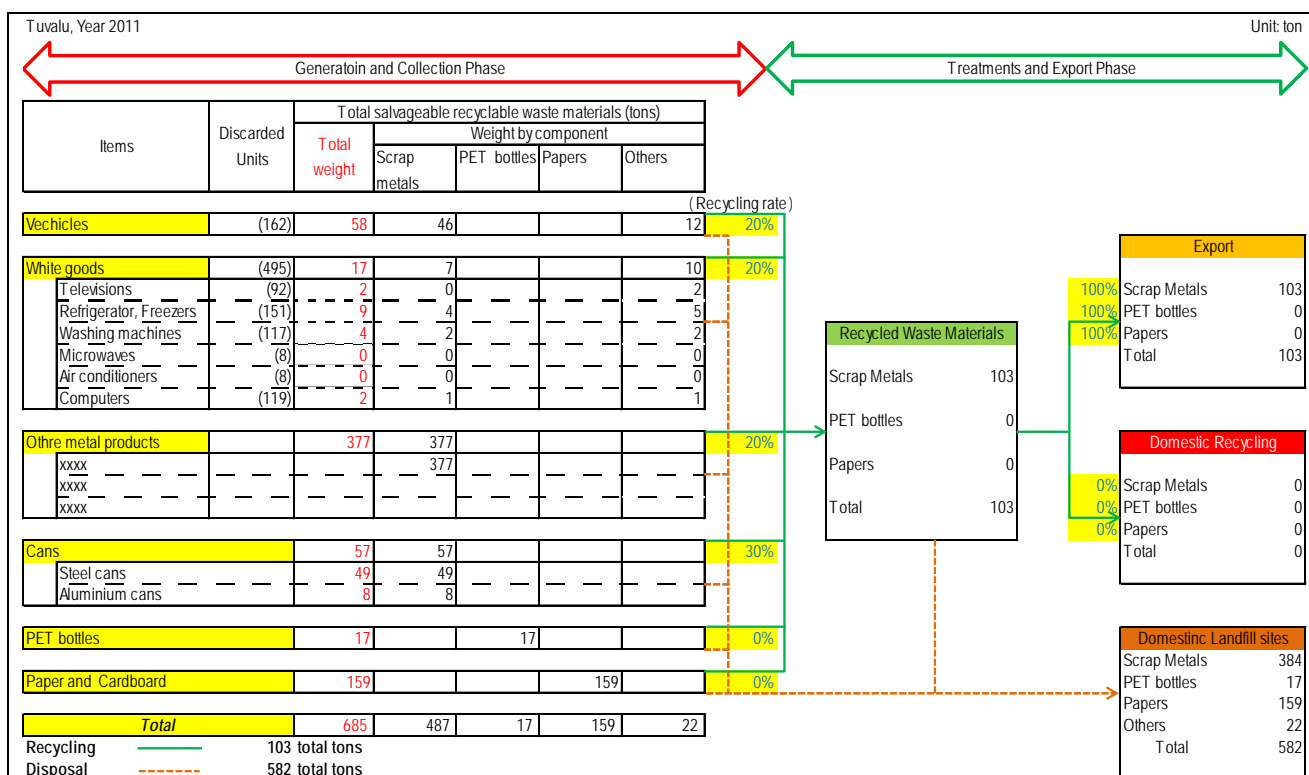 Tuvalu, Year 2011 Unit: ton
Generatoin and Collection Phase Treatments and Export Phase
Items Discarded Units Total salvageable recyclable waste materials (tons)
Total weight Weight by component
Scrap metals PET bottles Papers Others
(Recycling rate)
Vechicles (162) 58 46 12 20%
White goods (495) 17 7 10 20%
Televisions (92) 2 0 2
Refrigerator, Freezers (151) 9 4 5
Washing machines (117) 4 2 2
Microwaves (8) 0 0 0
Air conditioners (8) 0 0 0
Computers (119) 2 1 1
Othre metal products 377 377 20%
xxxx 377
xxxx
xxxx
Cans 57 57 30%
Steel cans 49 49
Aluminium cans 8 8
PET bottles 17 17 0%
Paper and Cardboard 159 159 0%
Total 685 487 17 159 22
Recycling 103 total tons
Disposal 582 total tons
Recycled Waste Materials
Scrap Metals 103
PET bottles 0
Papers 0
Total 103
Export
100% Scrap Metals 103
100% PET bottles 0
100% Papers 0
Total 103
Domestic Recycling
0% Scrap Metals 0
0% PET bottles 0
0% Papers 0
Total 0
Domestinc Landfill sites
Scrap Metals 384
PET bottles 17
Papers 159
Others 22
Total 582